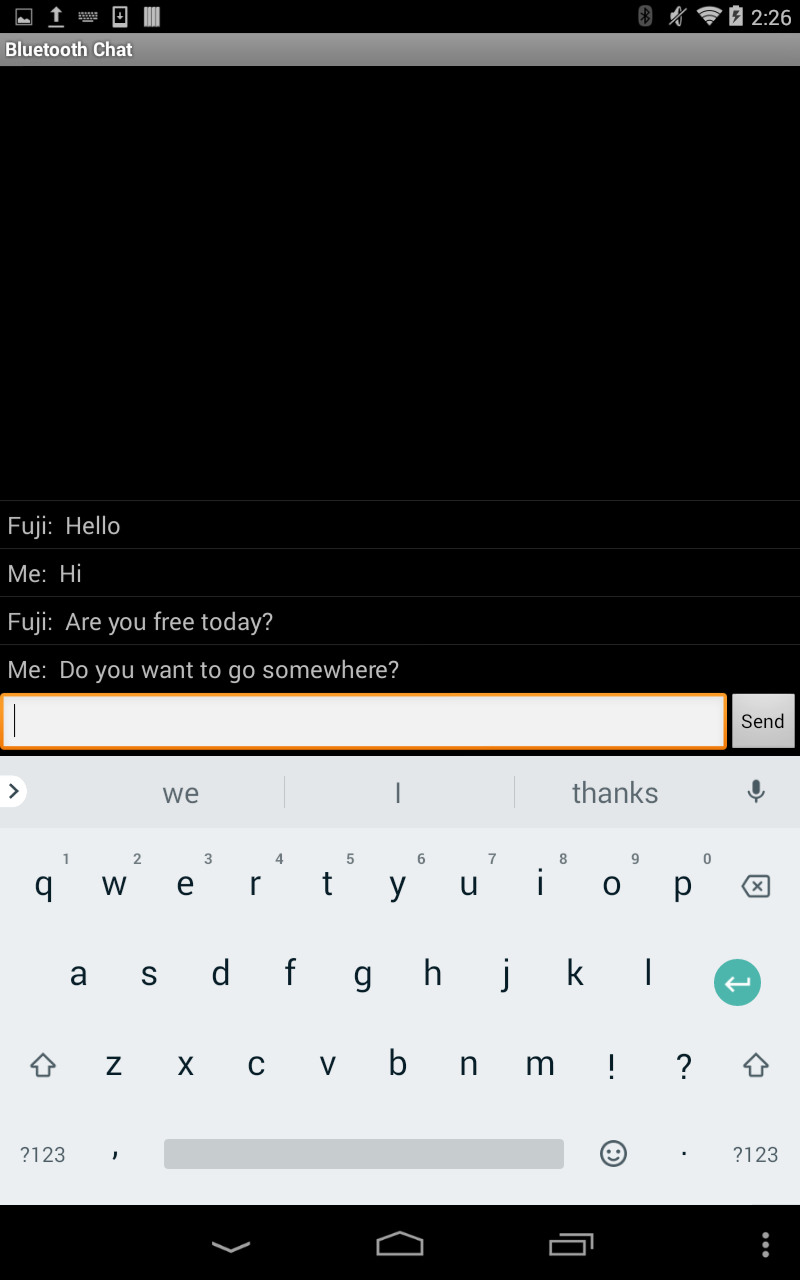 2:26
Bluetooth Chat
Fuji: Hello
Me: Hi
Fuji: Are you free today?
Me: Do you want to go somewhere?
Send
we I thanks
1 2 3 4 5 6 7 8 9 0
q w e r t y u i o p
a s d f g h j k l
z x c v b n m ! ?
?123 , . ?123